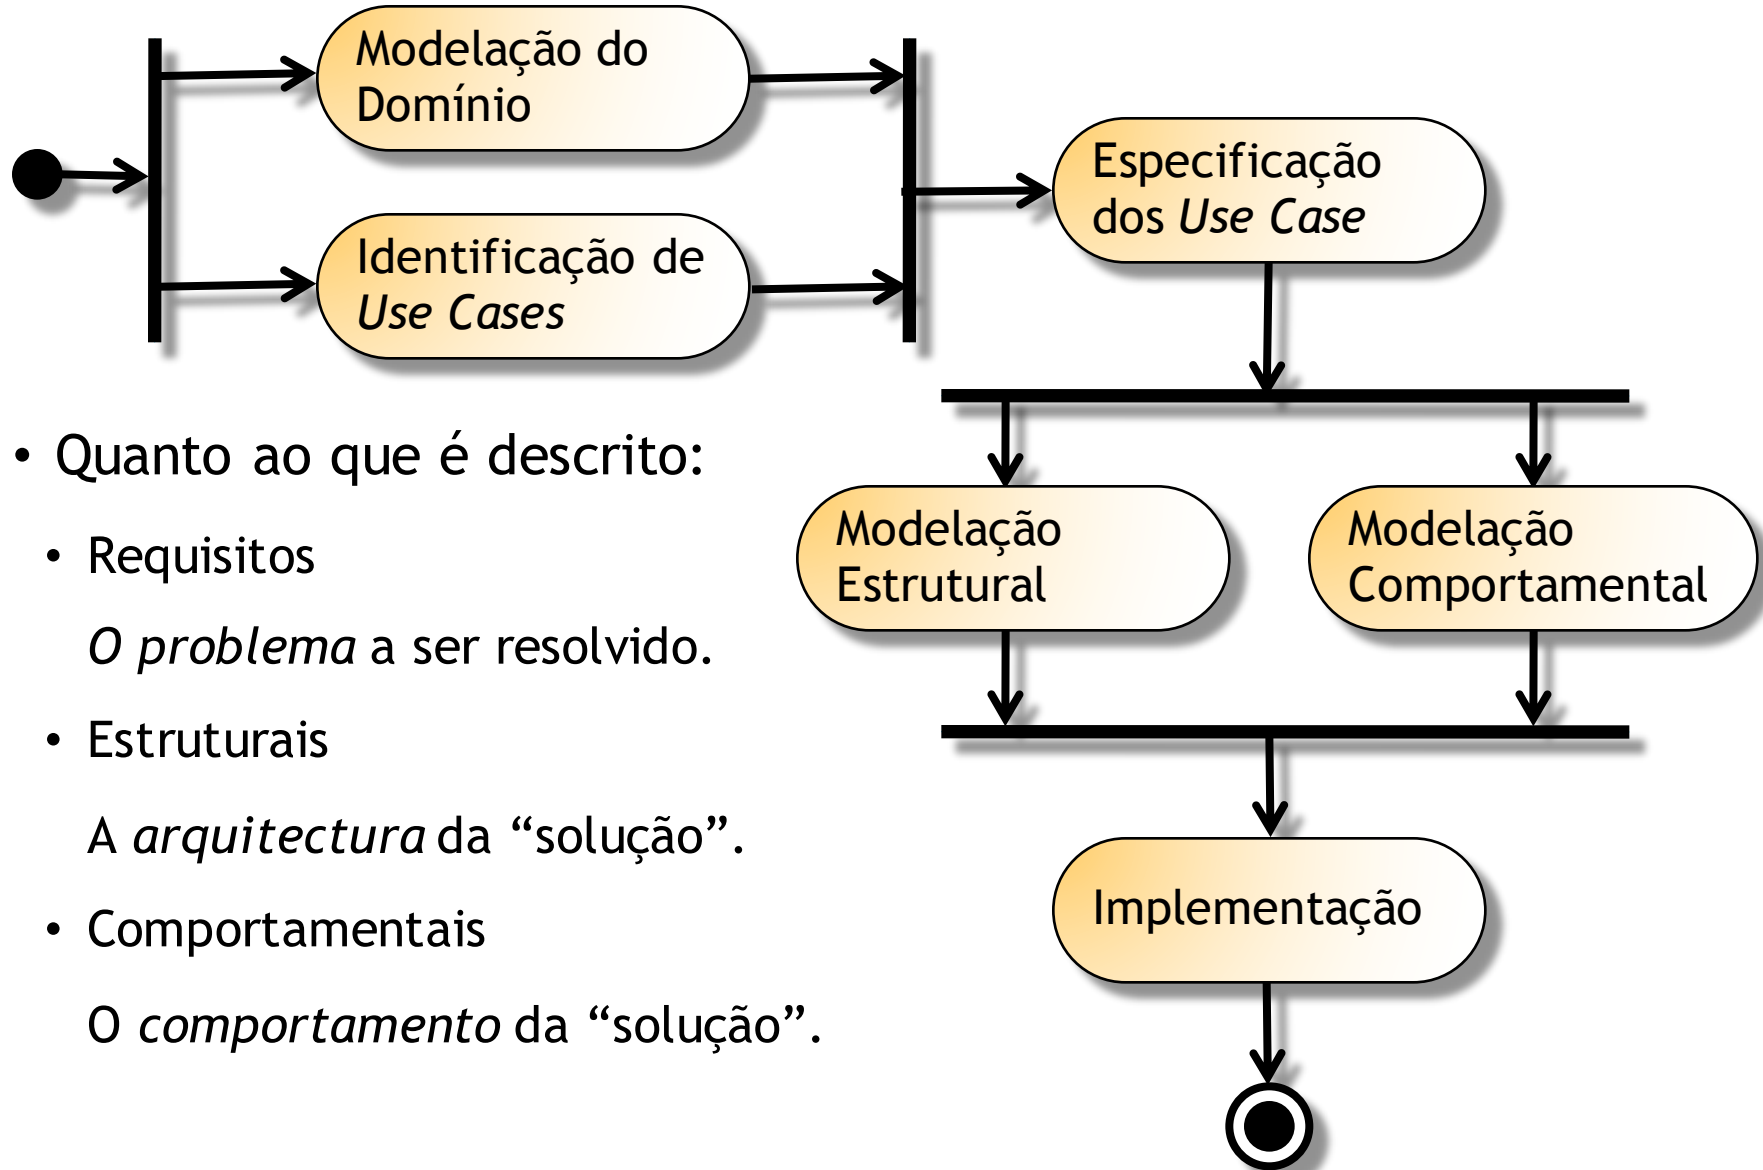 Modelação do
Domínio
Identificação de
Use Cases
Especificação
dos Use Case
Modelação
Estrutural
Modelação
Comportamental
Implementação
• Quanto ao que é descrito:
• Requisitos
O problema a ser resolvido.
• Estruturais
A arquitectura da “solução”.
• Comportamentais
O comportamento da “solução”.